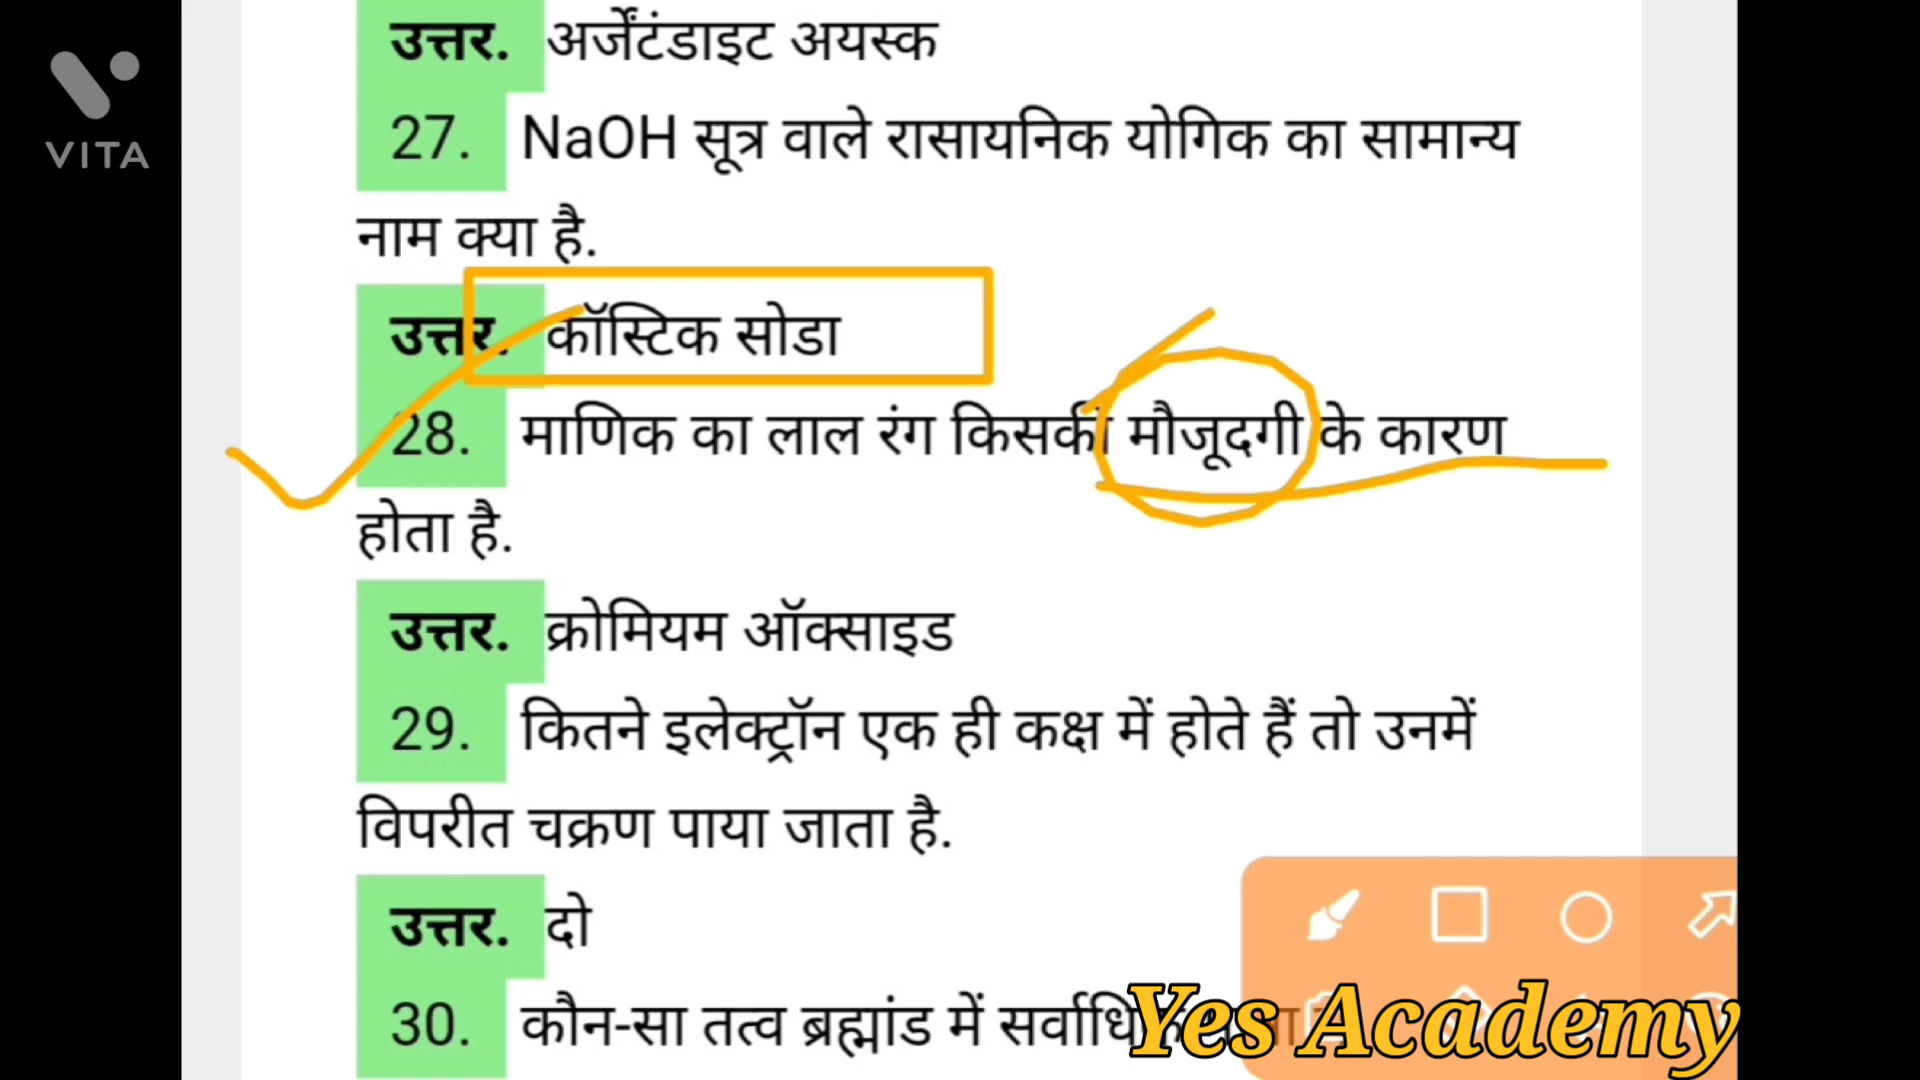 VITA
उत्तर. अर्जेंटंडाइट अयस्क
27. NaOH सूत्र वाले रासायनिक योगिक का सामान्य
नाम क्या है.
उत्तर. कॉस्टिक सोडा
28. माणिक का लाल रंग किसकी मौजूदगी के कारण
होता है.
उत्तर. क्रोमियम ऑक्साइड
29. कितने इलेक्ट्रॉन एक ही कक्ष में होते हैं तो उनमें
विपरीत चक्रण पाया जाता है.
उत्तर. दो
30. कौन-सा तत्व ब्रह्मांड में
Yes Academy